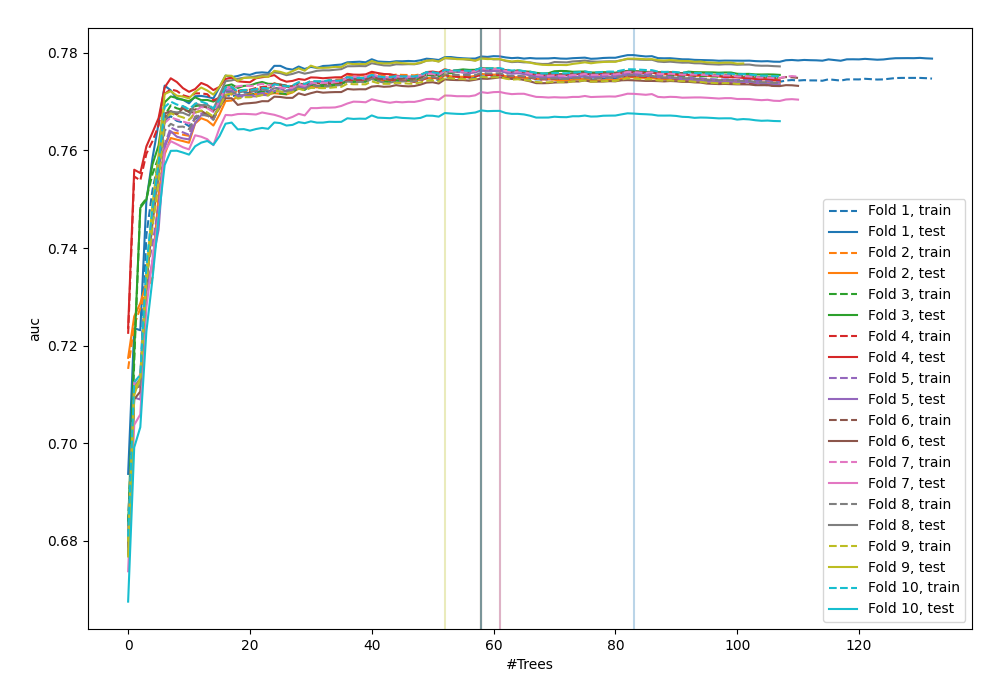 0.78
0.76
0.74
0.72
0.70
0.68
auc
0
20
40
60
80
100
120
#Trees
Fold 1, train
Fold 1, test
Fold 2, train
Fold 2, test
Fold 3, train
Fold 3, test
Fold 4, train
Fold 4, test
Fold 5, train
Fold 5, test
Fold 6, train
Fold 6, test
Fold 7, train
Fold 7, test
Fold 8, train
Fold 8, test
Fold 9, train
Fold 9, test
Fold 10, train
Fold 10, test